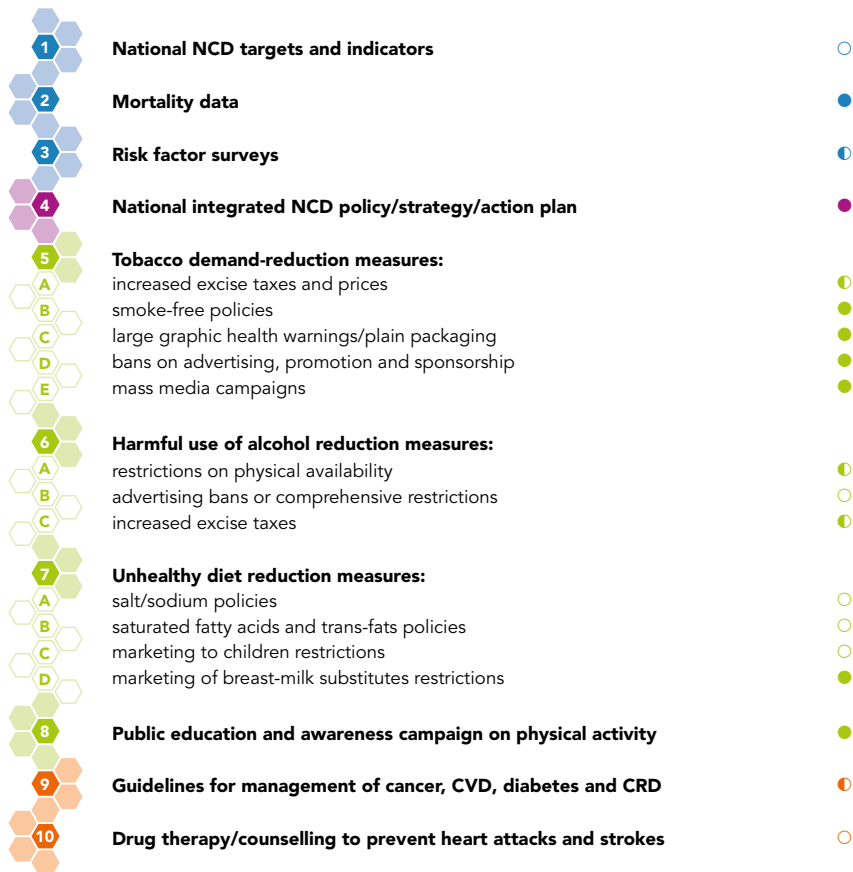 1 National NCD targets and indicators ○
2 Mortality data ●
3 Risk factor surveys ◐
4 National integrated NCD policy/strategy/action plan ●
5 Tobacco demand-reduction measures:
A increased excise taxes and prices ◐
B smoke-free policies ●
C large graphic health warnings/plain packaging ●
D bans on advertising, promotion and sponsorship ●
E mass media campaigns ●
6 Harmful use of alcohol reduction measures:
A restrictions on physical availability ◐
B advertising bans or comprehensive restrictions ○
C increased excise taxes ◐
7 Unhealthy diet reduction measures:
A salt/sodium policies ○
B saturated fatty acids and trans-fats policies ○
C marketing to children restrictions ○
D marketing of breast-milk substitutes restrictions ●
8 Public education and awareness campaign on physical activity ●
9 Guidelines for management of cancer, CVD, diabetes and CRD ◐
10 Drug therapy/counselling to prevent heart attacks and strokes ○